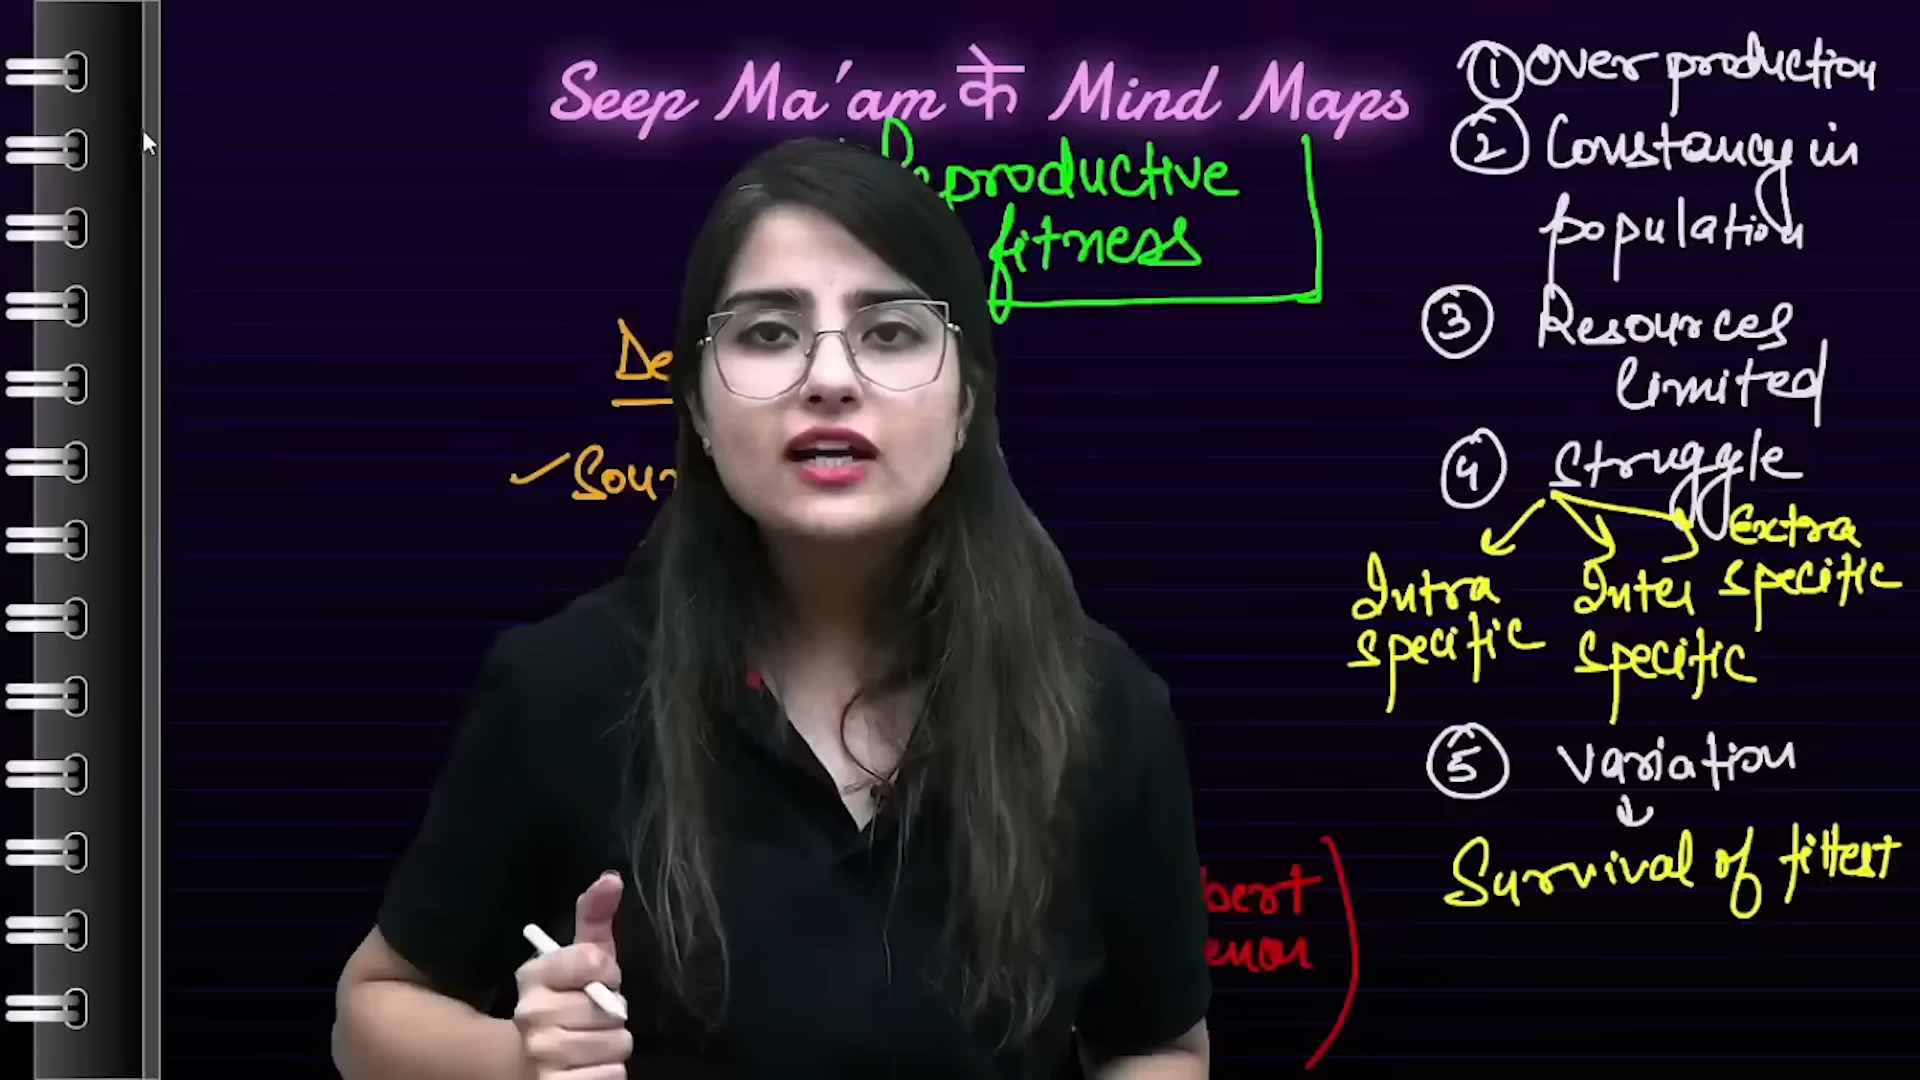 Seep Ma'am के Mind Maps
Reproductive
fitness
① Over production
② Constancy in
population
③ Resources
limited
④ Struggle
Intra
specific
Inter
specific
Extra
specific
⑤ Variation
Survival of fittest